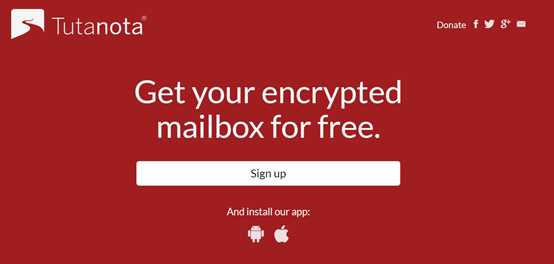 Tutanota®
Donate
Get your encrypted
mailbox for free.
Sign up
And install our app: